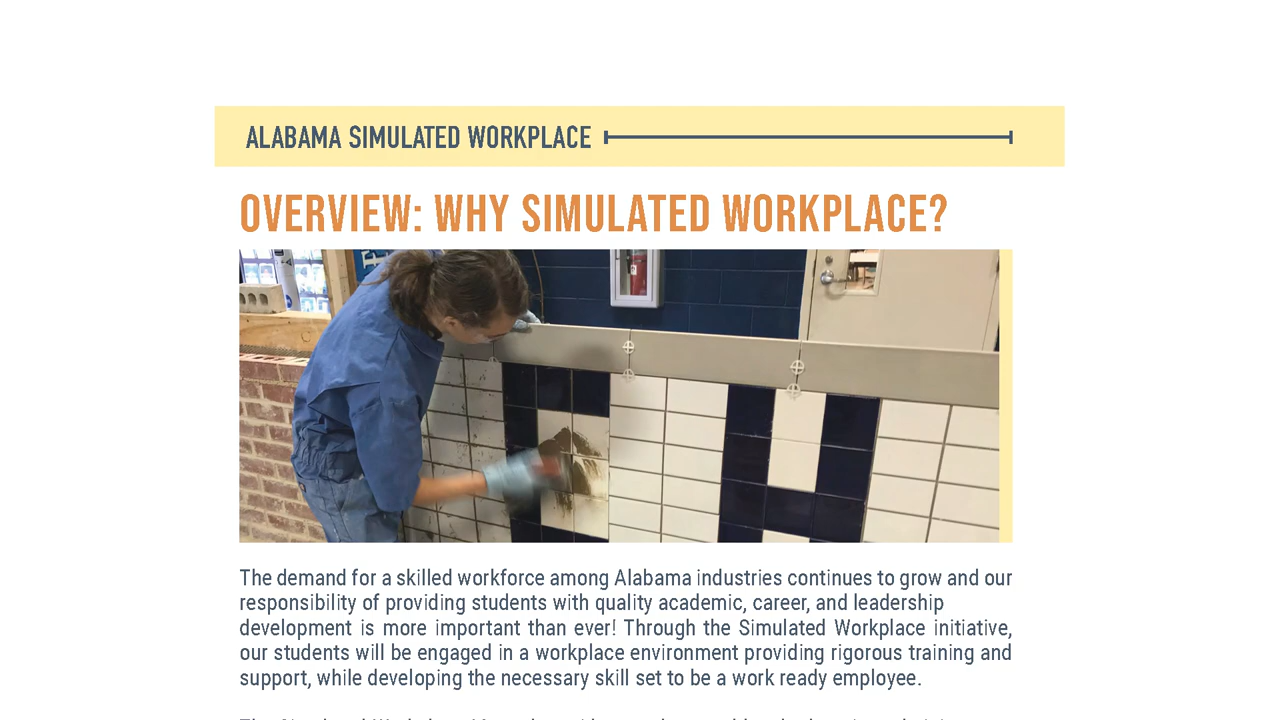 ALABAMA SIMULATED WORKPLACE
OVERVIEW: WHY SIMULATED WORKPLACE?
The demand for a skilled workforce among Alabama industries continues to grow and our
responsibility of providing students with quality academic, career, and leadership
development is more important than ever! Through the Simulated Workplace initiative,
our students will be engaged in a workplace environment providing rigorous training and
support, while developing the necessary skill set to be a work ready employee.